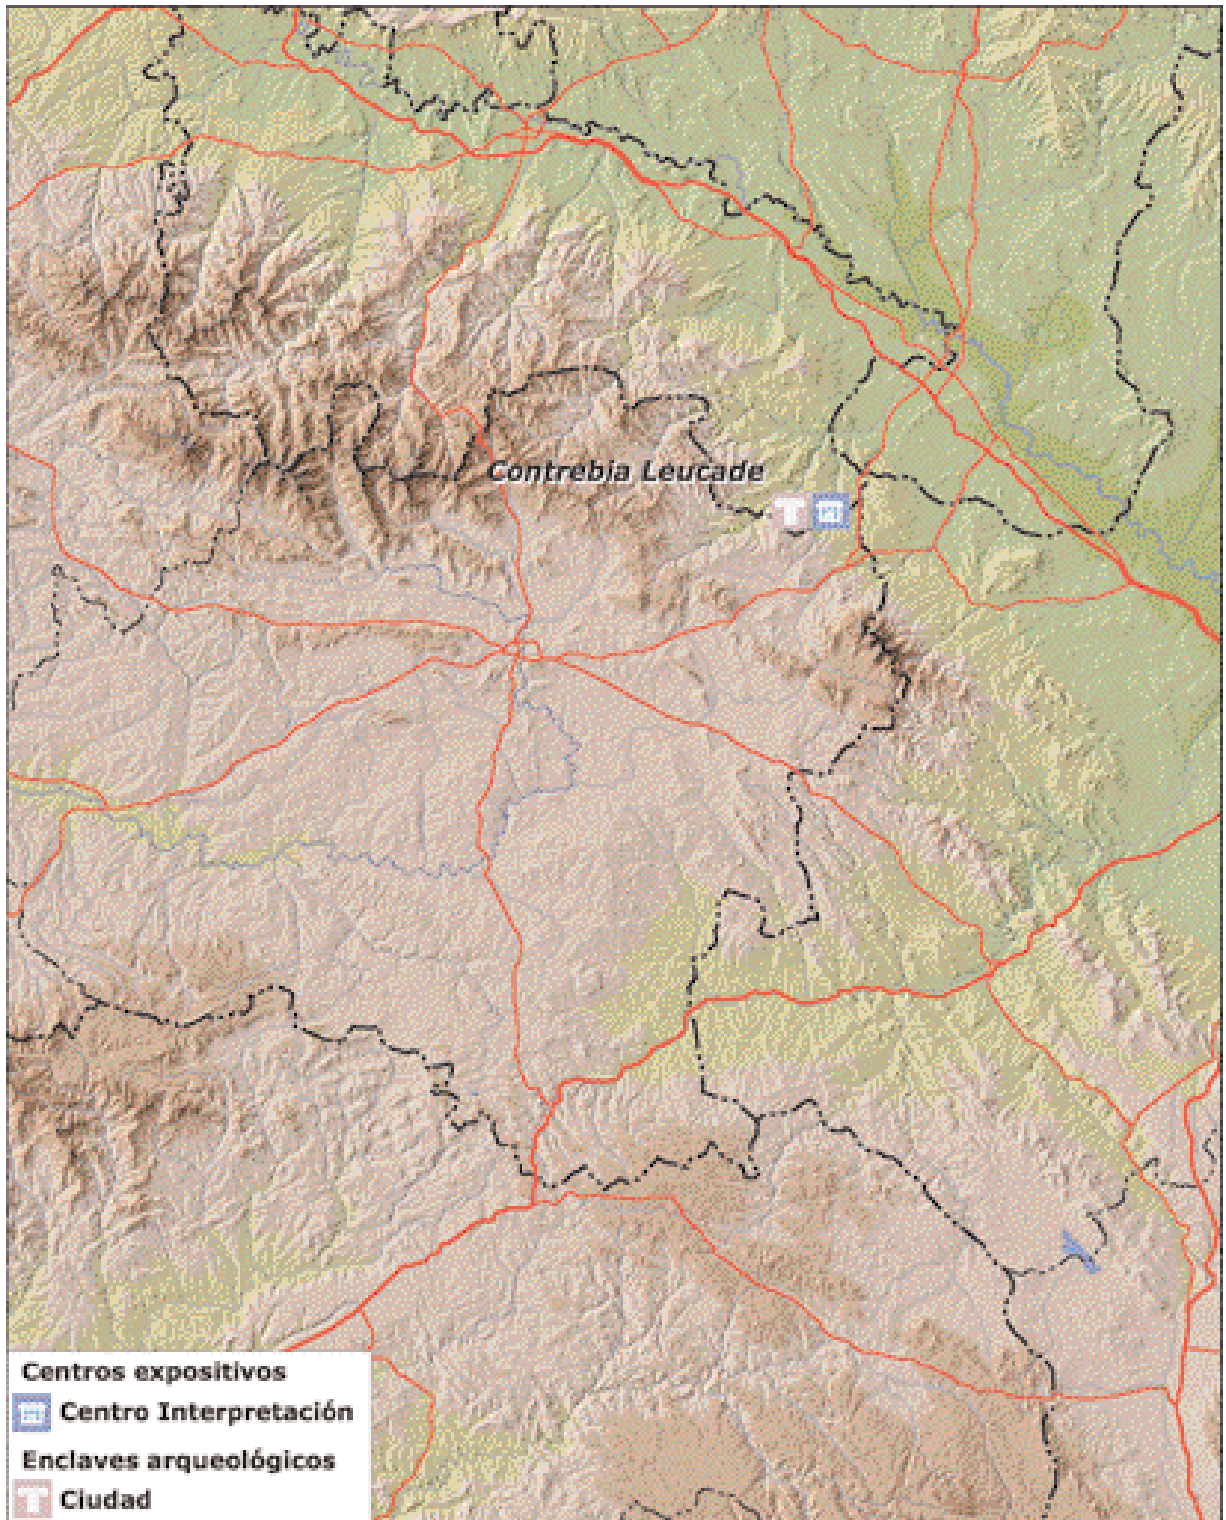 Contrebia Leucade
Centros expositivos
Centro Interpretación
Enclaves arqueológicos
Ciudad